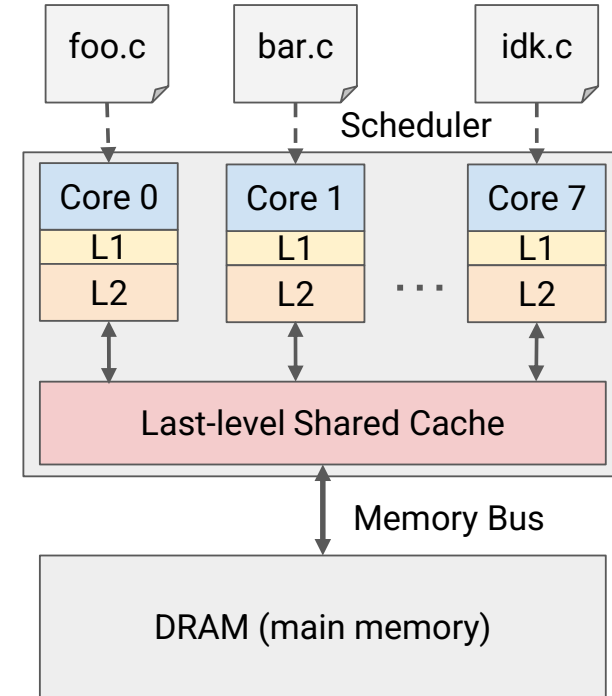 foo.c
bar.c
idk.c
Scheduler
Core 0
Core 1
Core 7
L1
L1
L1
L2
L2
...
L2
Last-level Shared Cache
Memory Bus
DRAM (main memory)